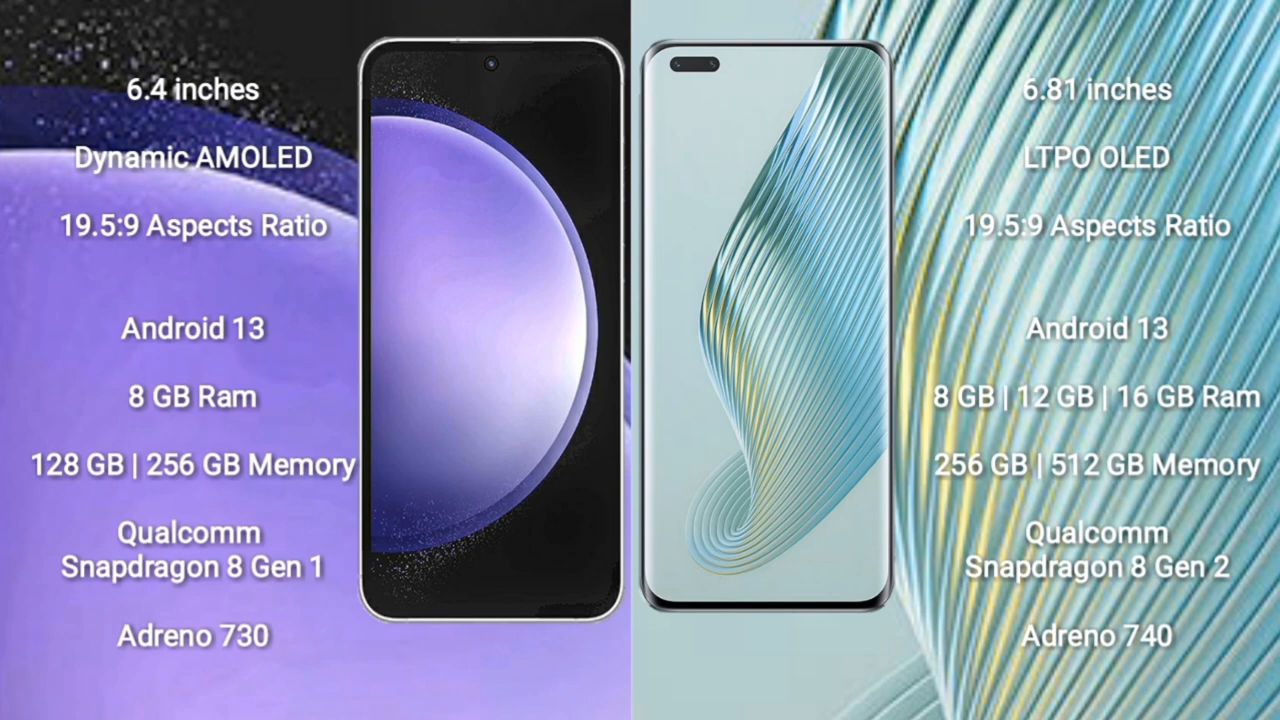 6.4 inches
Dynamic AMOLED
19.5:9 Aspects Ratio
Android 13
8 GB Ram
128 GB | 256 GB Memory
Qualcomm
Snapdragon 8 Gen 1
Adreno 730
6.81 inches
LTPO OLED
19.5:9 Aspects Ratio
Android 13
8 GB | 12 GB | 16 GB Ram
256 GB | 512 GB Memory
Qualcomm
Snapdragon 8 Gen 2
Adreno 740